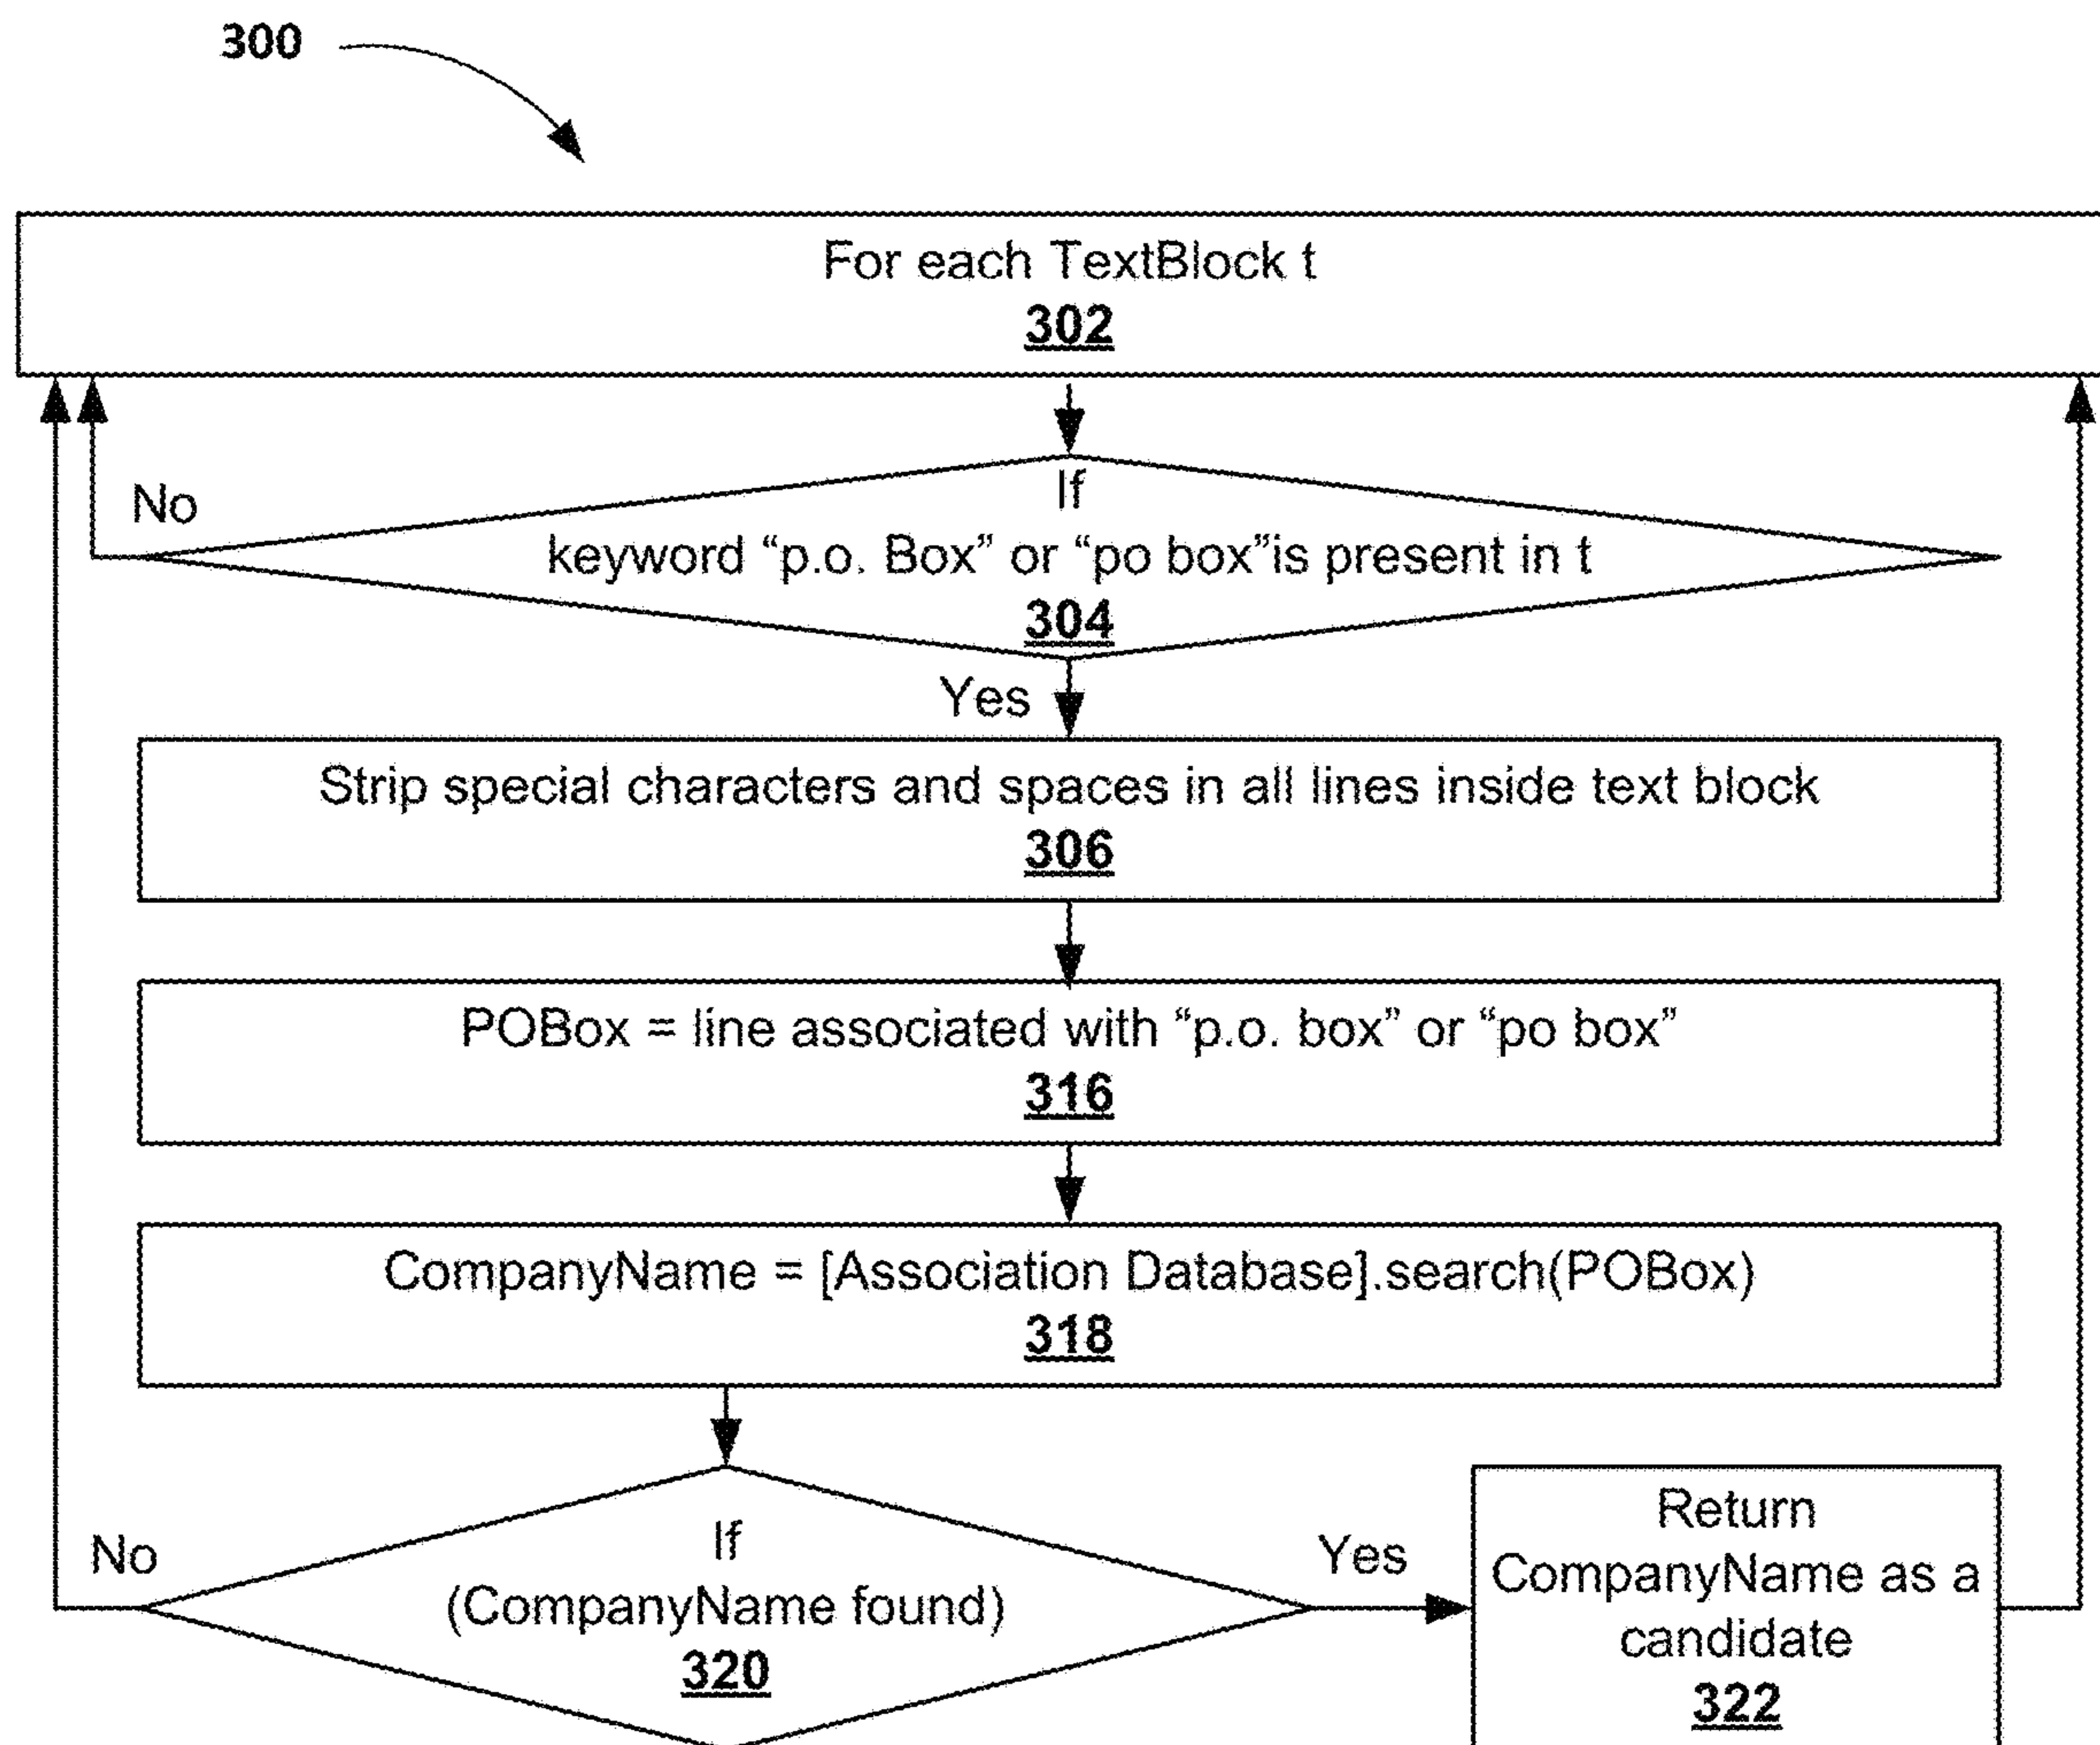 300
For each TextBlock t
302
If
No
keyword “p.o. Box” or “po box”is present in t
304
Yes
Strip special characters and spaces in all lines inside text block
306
POBox = line associated with “p.o. box” or “po box”
316
CompanyName = [Association Database].search(POBox)
318
No
If
(CompanyName found)
320
Yes
Return
CompanyName as a
candidate
322